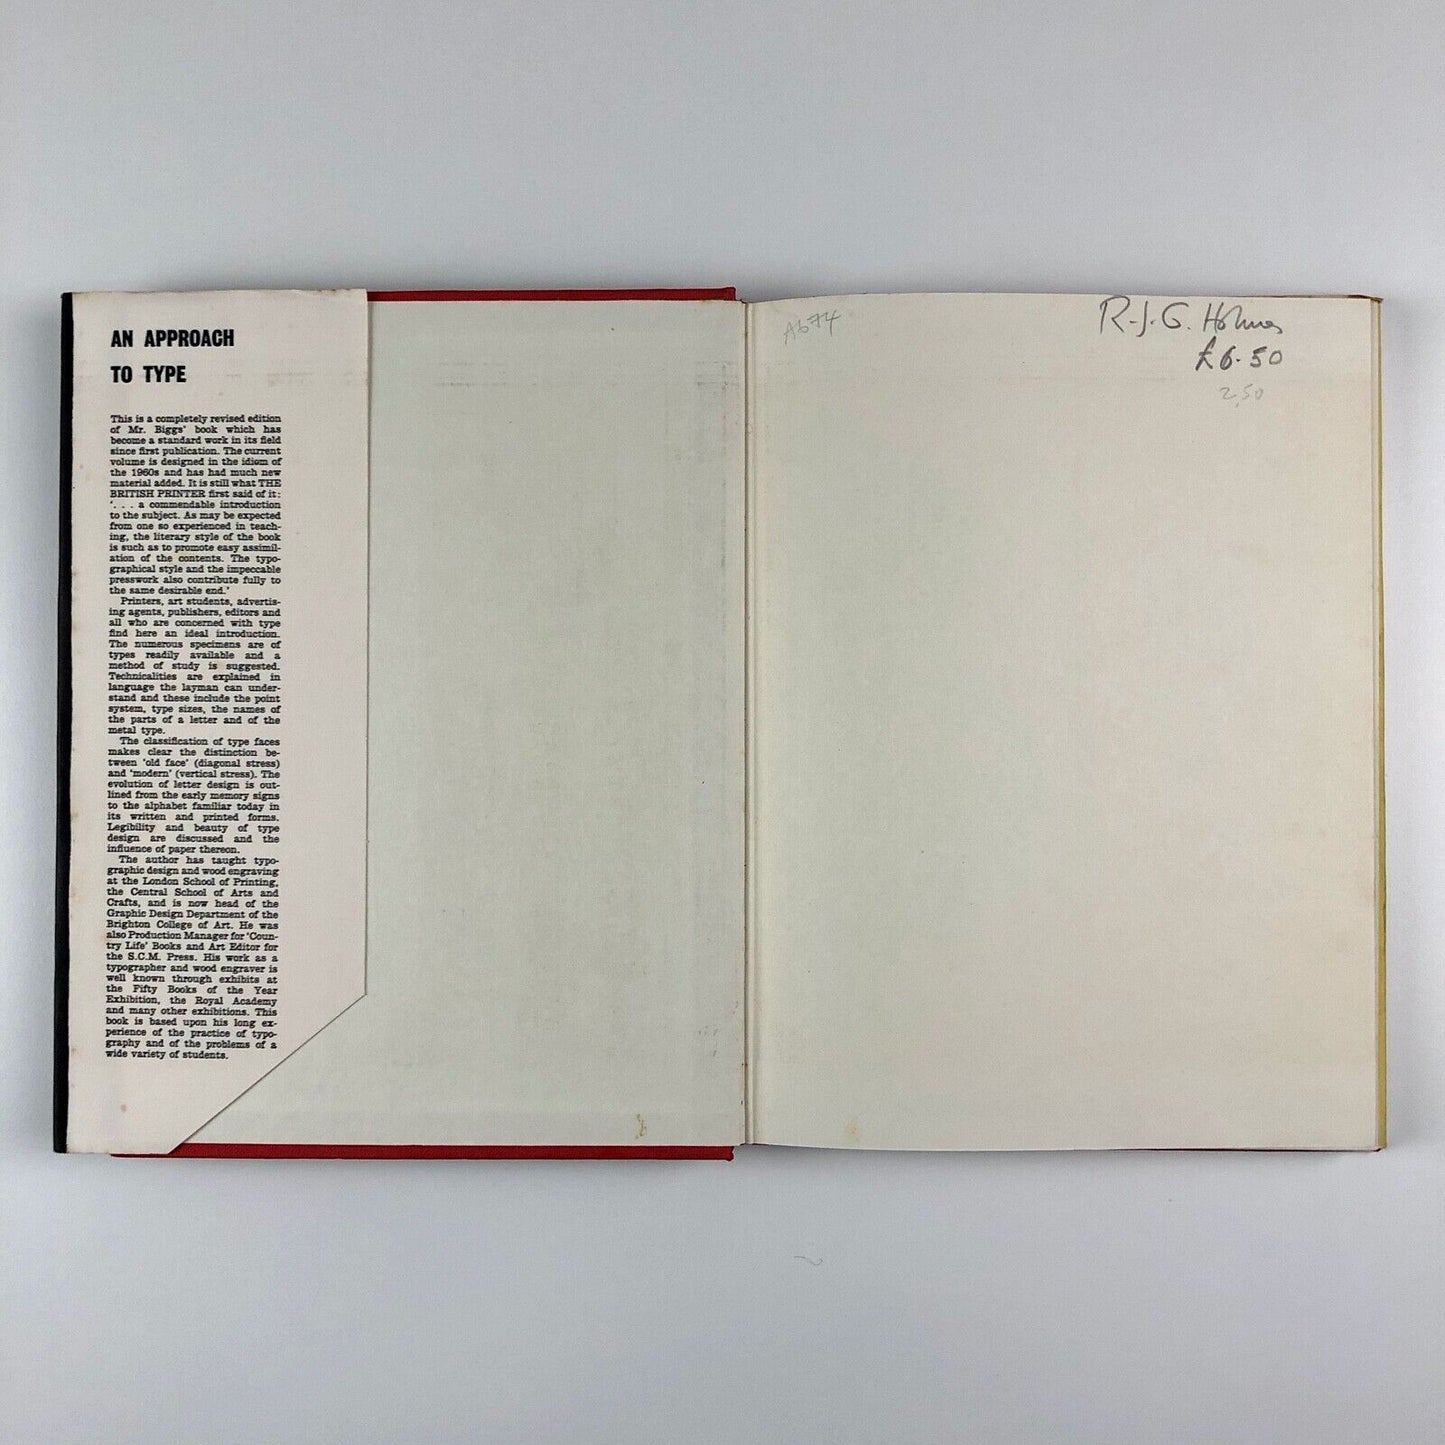 AN APPROACH
TO TYPE
This is a completely revised edition
of Mr. Biggs' book which has
become a standard work in its field
since first publication. The current
volume is designed in the idiom of
the 1960s and has had much new
material added. It is still what THE
BRITISH PRINTER first said of it:
'. . . a commendable introduction
to the subject. As may be expected
from one so experienced in teach-
ing, the literary style of the book
is such as to promote easy assimil-
ation of the contents. The typo-
graphical style and the impeccable
presswork also contribute fully to
the same desirable end.'
Printers, art students, advertis-
ing agents, publishers, editors and
all who are concerned with type
find here an ideal introduction.
The numerous specimens are of
types readily available and a
method of study is suggested.
Technicalities are explained in
language the layman can under-
stand and these include the point
system, type sizes, the names of
the parts of a letter and of the
metal type.
The classification of type faces
makes clear the distinction be-
tween 'old face' (diagonal stress)
and 'modern' (vertical stress). The
evolution of letter design is out-
lined from the early memory signs
to the alphabet familiar today in
its written and printed forms.
Legibility and beauty of type
design are discussed and the
influence of paper thereon.
The author has taught typo-
graphic design and wood engraving
at the London School of Printing,
the Central School of Arts and
Crafts, and is now head of the
Graphic Design Department of the
Brighton College of Art. He was
also Production Manager for 'Coun-
try Life' Books and Art Editor for
the S.C.M. Press. His work as a
typographer and wood engraver is
well known through exhibits at
the Fifty Books of the Year
Exhibition, the Royal Academy
and many other exhibitions. This
book is based upon his long ex-
perience of the practice of typo-
graphy and of the problems of a
wide variety of students.
R.J.G. Holmes
£6.50
2.50